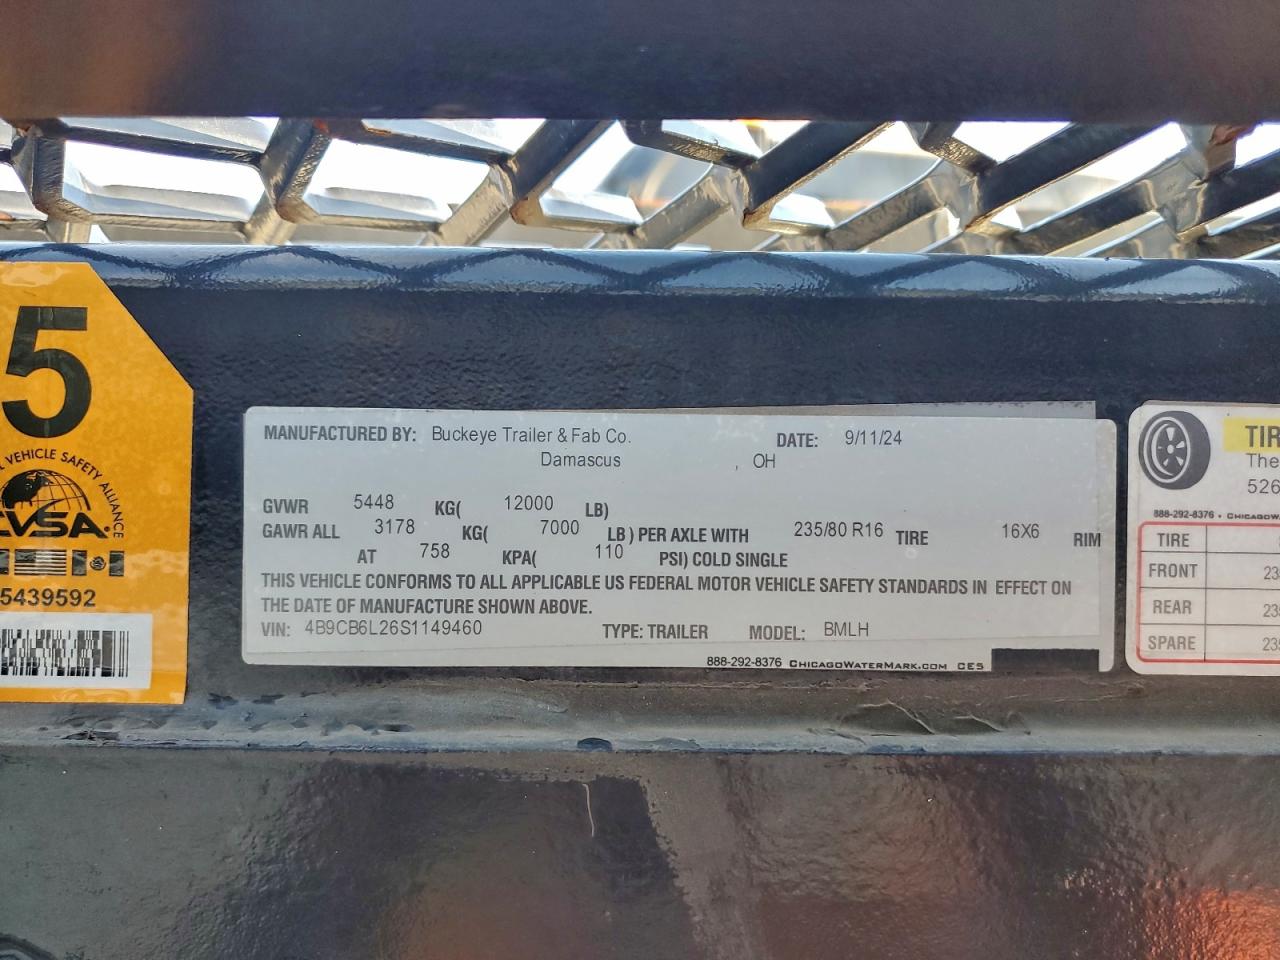 5
VEHICLE SAFETY ALLIANCE
CVSA
5439592
MANUFACTURED BY: Buckeye Trailer & Fab Co. DATE: 9/11/24
Damascus , OH
GVWR 5448 KG( 12000 LB)
GAWR ALL 3178 KG( 7000 LB) PER AXLE WITH 235/80 R16 TIRE 16X6 RIM
AT 758 KPA( 110 PSI) COLD SINGLE
THIS VEHICLE CONFORMS TO ALL APPLICABLE US FEDERAL MOTOR VEHICLE SAFETY STANDARDS IN EFFECT ON
THE DATE OF MANUFACTURE SHOWN ABOVE.
VIN: 4B9CB6L26S1149460 TYPE: TRAILER MODEL: BMLH
888-292-8376 CHICAGOWATERMARK.COM CES
TIR
The
526
888-292-8376 • CHICAGOW
TIRE
FRONT 23
REAR 235
SPARE 235